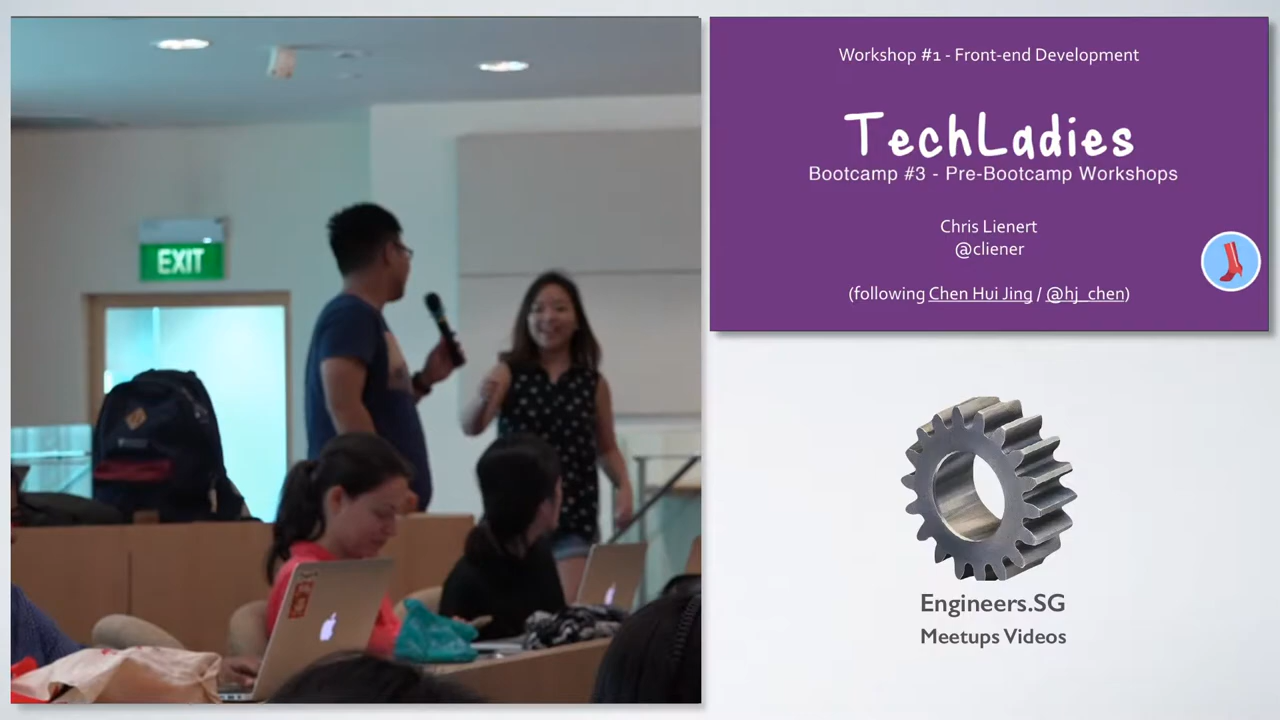 EXIT
Workshop #1 - Front-end Development
TechLadies
Bootcamp #3 - Pre-Bootcamp Workshops
Chris Lienert
@cliener
(following Chen Hui Jing / @hj_chen)
Engineers.SG
Meetups Videos